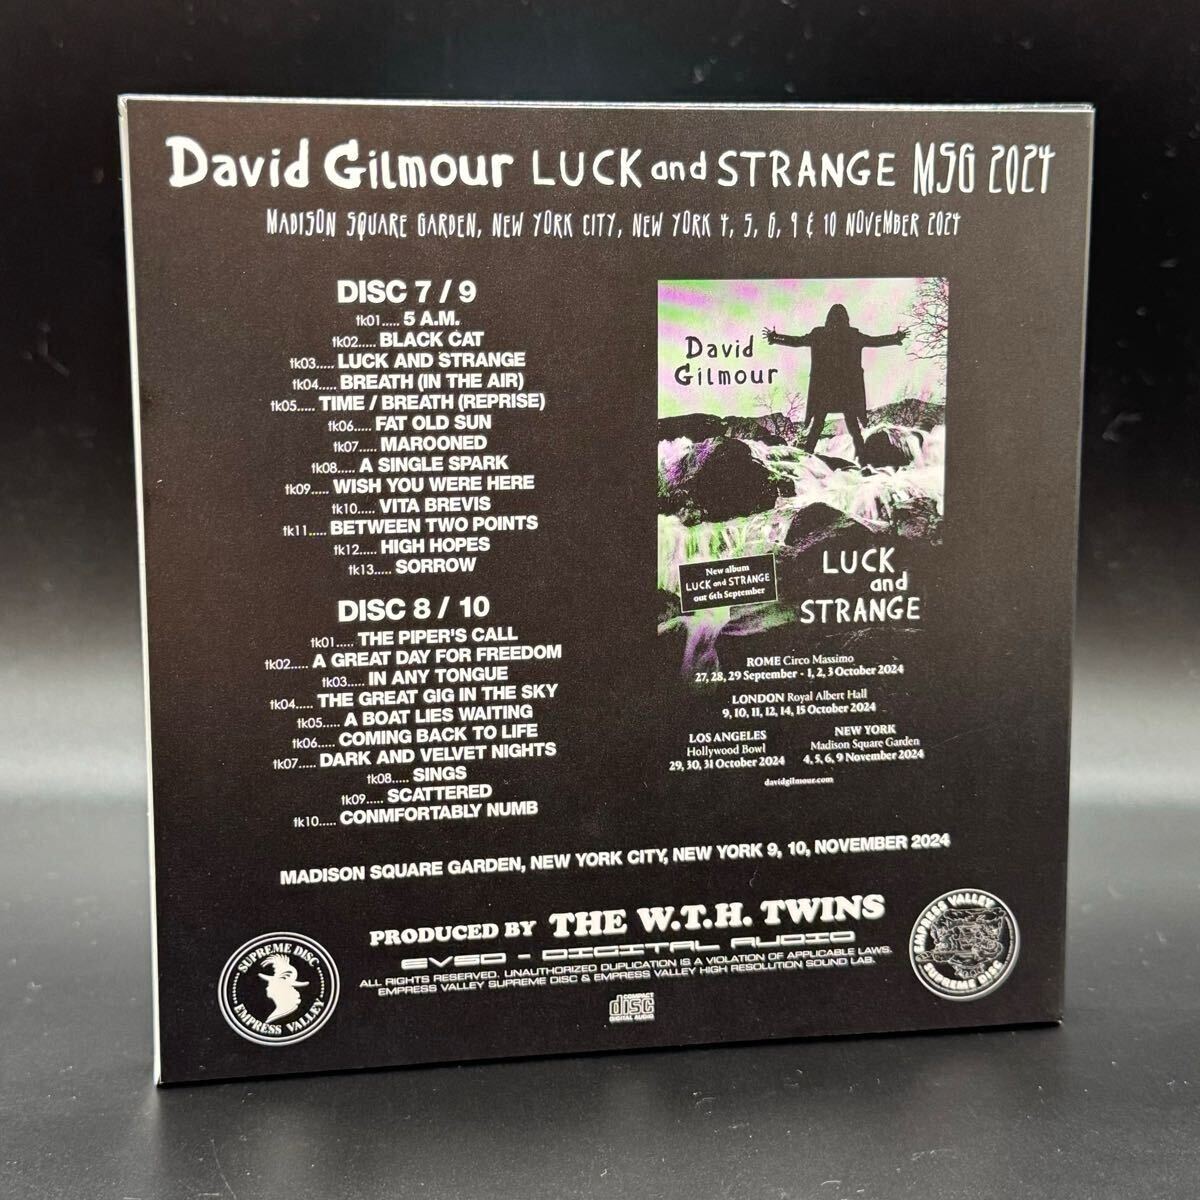 David Gilmour LUCK and STRANGE MSG 2024
MADISON SQUARE GARDEN, NEW YORK CITY, NEW YORK 4, 5, 6, 9 & 10 NOVEMBER 2024
DISC 7 / 9
tk01..... 5 A.M.
tk02..... BLACK CAT
tk03..... LUCK AND STRANGE
tk04..... BREATH (IN THE AIR)
tk05..... TIME / BREATH (REPRISE)
tk06..... FAT OLD SUN
tk07..... MAROONED
tk08..... A SINGLE SPARK
tk09..... WISH YOU WERE HERE
tk10..... VITA BREVIS
tk11..... BETWEEN TWO POINTS
tk12..... HIGH HOPES
tk13..... SORROW
DISC 8 / 10
tk01..... THE PIPER'S CALL
tk02..... A GREAT DAY FOR FREEDOM
tk03..... IN ANY TONGUE
tk04..... THE GREAT GIG IN THE SKY
tk05..... A BOAT LIES WAITING
tk06..... COMING BACK TO LIFE
tk07..... DARK AND VELVET NIGHTS
tk08..... SINGS
tk09..... SCATTERED
tk10..... CONMFORTABLY NUMB
David
Gilmour
LUCK
and
STRANGE
New album
LUCK and STRANGE
out 6th September
ROME Circo Massimo
27, 28, 29 September - 1, 2, 3 October 2024
LONDON Royal Albert Hall
9, 10, 11, 12, 14, 15 October 2024
LOS ANGELES
Hollywood Bowl
29, 30, 31 October 2024
NEW YORK
Madison Square Garden
4, 5, 6, 9 November 2024
davidgilmour.com
MADISON SQUARE GARDEN, NEW YORK CITY, NEW YORK 9, 10, NOVEMBER 2024
PRODUCED BY THE W.T.H. TWINS
EVSD - DIGITAL AUDIO
ALL RIGHTS RESERVED. UNAUTHORIZED DUPLICATION IS A VIOLATION OF APPLICABLE LAWS.
EMPRESS VALLEY SUPREME DISC & EMPRESS VALLEY HIGH RESOLUTION SOUND LAB.
COMPACT
disc
DIGITAL AUDIO
SUPREME DISC
EMPRESS VALLEY
EMPRESS VALLEY
SUPREME DISC